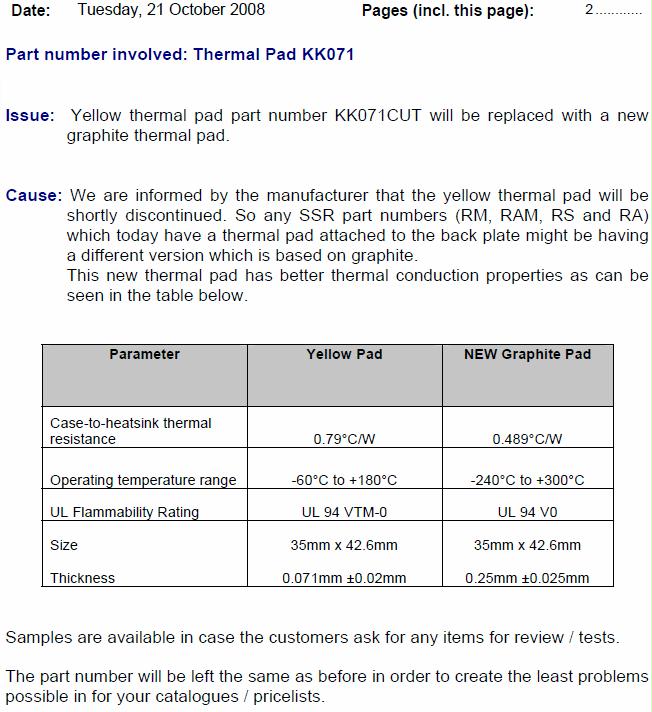 Date: Tuesday, 21 October 2008 Pages (incl. this page): 2............
Part number involved: Thermal Pad KK071
Issue: Yellow thermal pad part number KK071CUT will be replaced with a new
graphite thermal pad.
Cause: We are informed by the manufacturer that the yellow thermal pad will be
shortly discontinued. So any SSR part numbers (RM, RAM, RS and RA)
which today have a thermal pad attached to the back plate might be having
a different version which is based on graphite.
This new thermal pad has better thermal conduction properties as can be
seen in the table below.
Parameter Yellow Pad NEW Graphite Pad
Case-to-heatsink thermal
resistance 0.79°C/W 0.489°C/W
Operating temperature range -60°C to +180°C -240°C to +300°C
UL Flammability Rating UL 94 VTM-0 UL 94 V0
Size 35mm x 42.6mm 35mm x 42.6mm
Thickness 0.071mm ±0.02mm 0.25mm ±0.025mm
Samples are available in case the customers ask for any items for review / tests.
The part number will be left the same as before in order to create the least problems
possible in for your catalogues / pricelists.